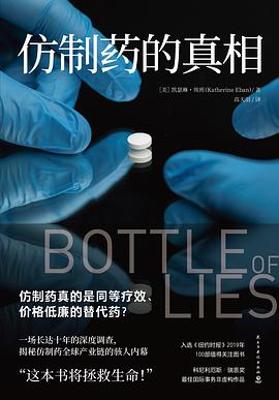 仿制药的真相
[美] 凯瑟琳·埃班(Katherine Eban)/著
高天羽/译
BOTTLE OF
LIES
仿制药真的是同等疗效、
价格低廉的替代药?
一场长达十年的深度调查,
揭秘仿制药全球产业链的骇人内幕
“这本书将拯救生命!”
入选《纽约时报》2019年
100部值得关注图书
科尼利厄斯·瑞恩奖
最佳国际事务非虚构作品